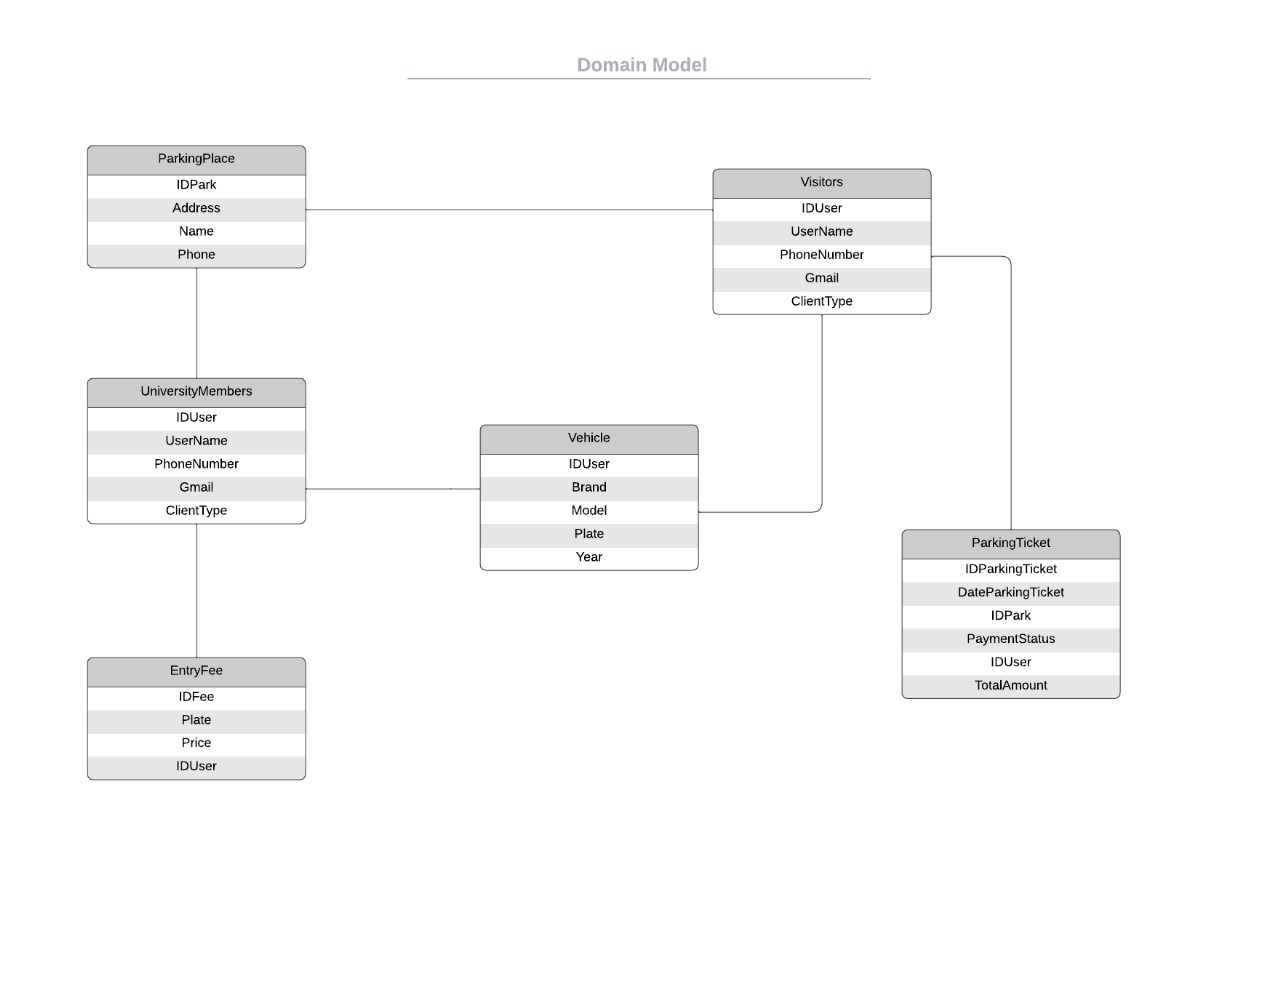 Domain Model
ParkingPlace
IDPark
Address
Name
Phone
Visitors
IDUser
UserName
PhoneNumber
Gmail
ClientType
UniversityMembers
IDUser
UserName
PhoneNumber
Gmail
ClientType
Vehicle
IDUser
Brand
Model
Plate
Year
ParkingTicket
IDParkingTicket
DateParkingTicket
IDPark
PaymentStatus
IDUser
TotalAmount
EntryFee
IDFee
Plate
Price
IDUser